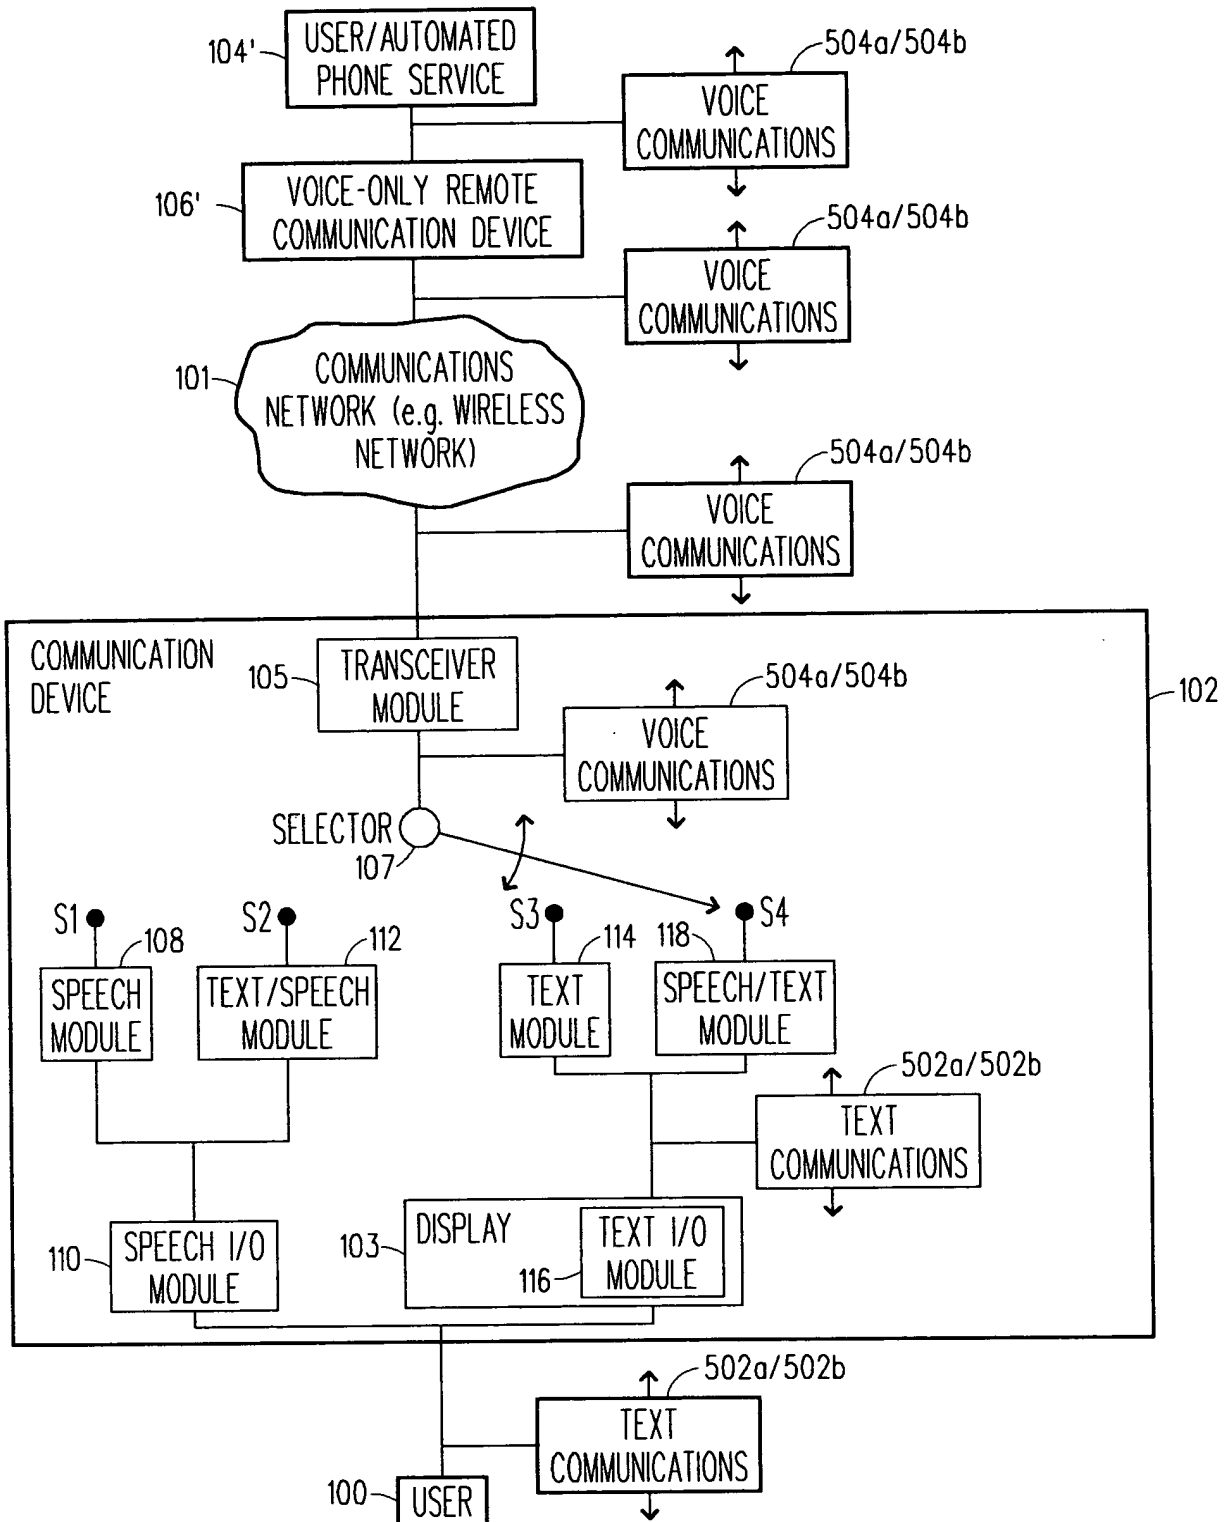 104'
USER/AUTOMATED
PHONE SERVICE
504a/504b
VOICE
COMMUNICATIONS
106'
VOICE-ONLY REMOTE
COMMUNICATION DEVICE
504a/504b
VOICE
COMMUNICATIONS
101
COMMUNICATIONS
NETWORK (e.g. WIRELESS
NETWORK)
504a/504b
VOICE
COMMUNICATIONS
COMMUNICATION
DEVICE
102
105
TRANSCEIVER
MODULE
504a/504b
VOICE
COMMUNICATIONS
SELECTOR
107
S1
S2
S3
S4
108
SPEECH
MODULE
112
TEXT/SPEECH
MODULE
114
TEXT
MODULE
118
SPEECH/TEXT
MODULE
502a/502b
TEXT
COMMUNICATIONS
110
SPEECH I/O
MODULE
103
DISPLAY
116
TEXT I/O
MODULE
502a/502b
TEXT
COMMUNICATIONS
100
USER